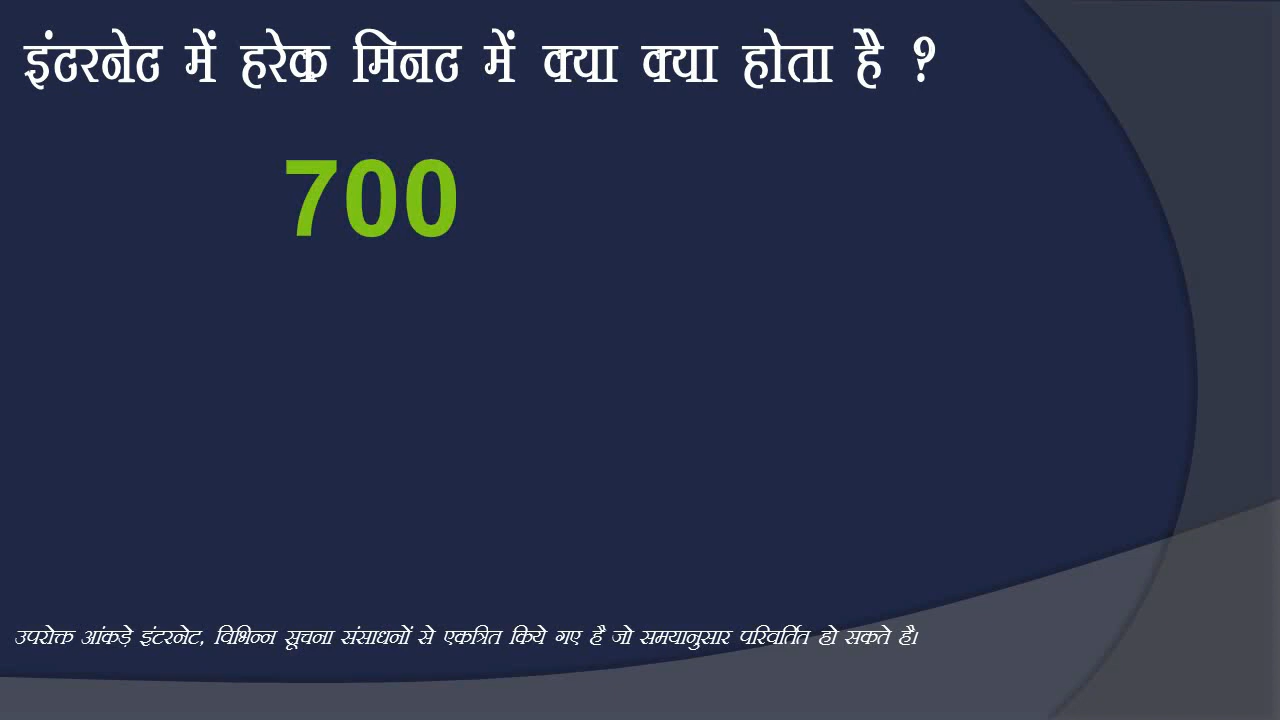 इंटरनेट में हरेक मिनट में क्या क्या होता है ?
700
उपरोक्त आंकड़े इंटरनेट, विभिन्न सूचना संसाधनों से एकत्रित किये गए है जो समयानुसार परिवर्तित हो सकते है।